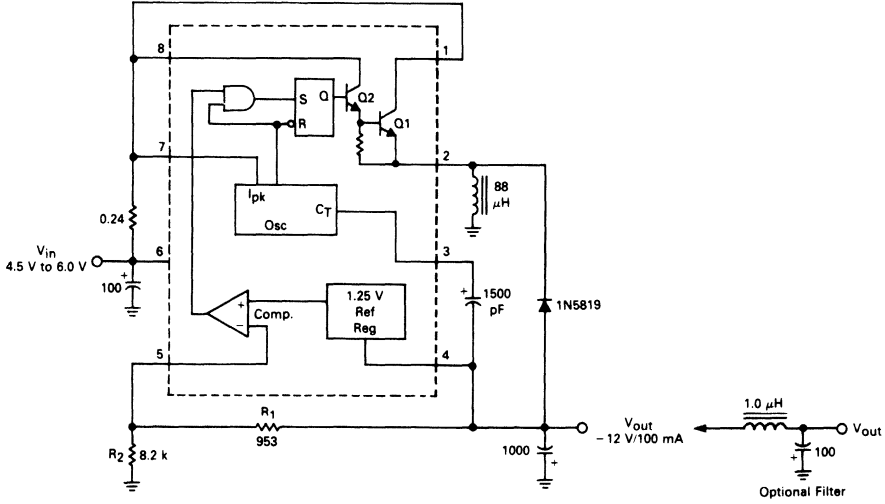 8
1
S
Q
Q2
R
Q1
7
2
Ipk
CT
Osc
88
μH
0.24
Vin
4.5 V to 6.0 V
6
3
+
100
1.25 V
Ref
Reg
+
1500
pF
1N5819
+
Comp.
−
5
4
R1
953
Vout
−12 V/100 mA
1.0 μH
Vout
R2
8.2 k
1000
+
+
100
Optional Filter